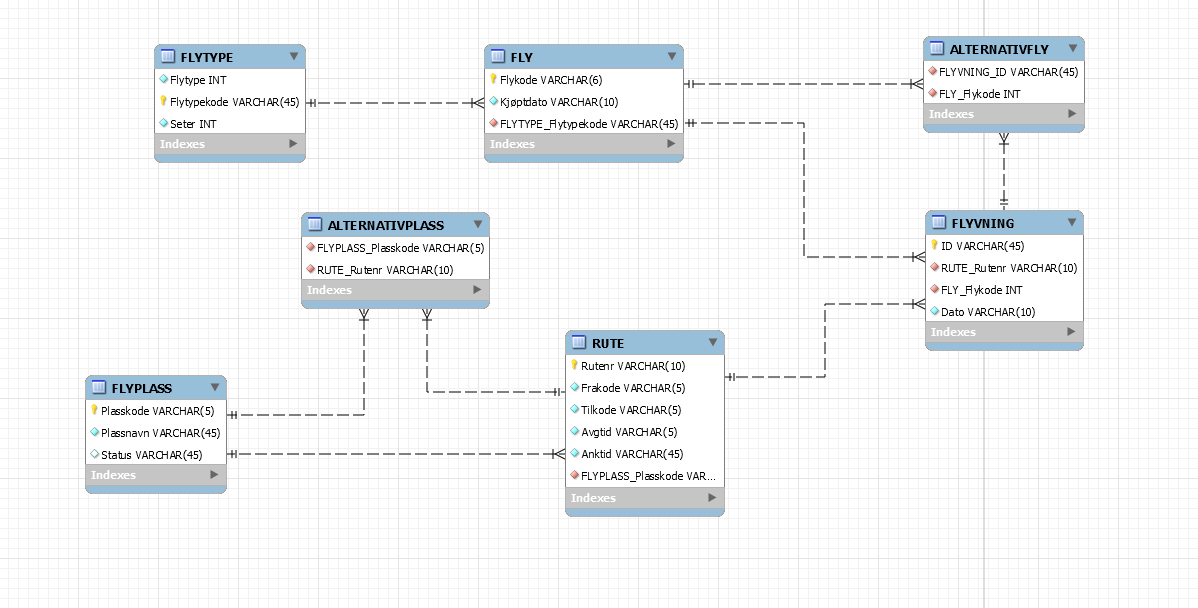 FLYTYPE
Flytype INT
Flytypekode VARCHAR(45)
Seter INT
Indexes
FLY
Flykode VARCHAR(6)
Kjøptdato VARCHAR(10)
FLYTYPE_Flytypekode VARCHAR(45)
Indexes
ALTERNATIVFLY
FLYVNING_ID VARCHAR(45)
FLY_Flykode INT
Indexes
ALTERNATIVPLASS
FLYPLASS_Plasskode VARCHAR(5)
RUTE_Rutenr VARCHAR(10)
Indexes
FLYVNING
ID VARCHAR(45)
RUTE_Rutenr VARCHAR(10)
FLY_Flykode INT
Dato VARCHAR(10)
Indexes
FLYPLASS
Plasskode VARCHAR(5)
Plassnavn VARCHAR(45)
Status VARCHAR(45)
Indexes
RUTE
Rutenr VARCHAR(10)
Frakode VARCHAR(5)
Tilkode VARCHAR(5)
Avgtid VARCHAR(5)
Anktid VARCHAR(45)
FLYPLASS_Plasskode VAR...
Indexes